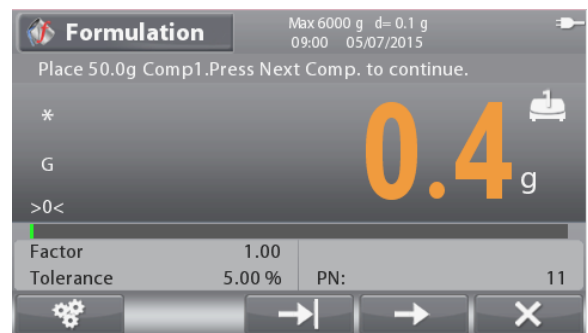 Formulation
Max 6000 g d= 0.1 g
09:00 05/07/2015
Place 50.0g Comp1.Press Next Comp. to continue.
1
*
0.4 g
G
>0<
Factor 1.00
Tolerance 5.00 % PN: 11